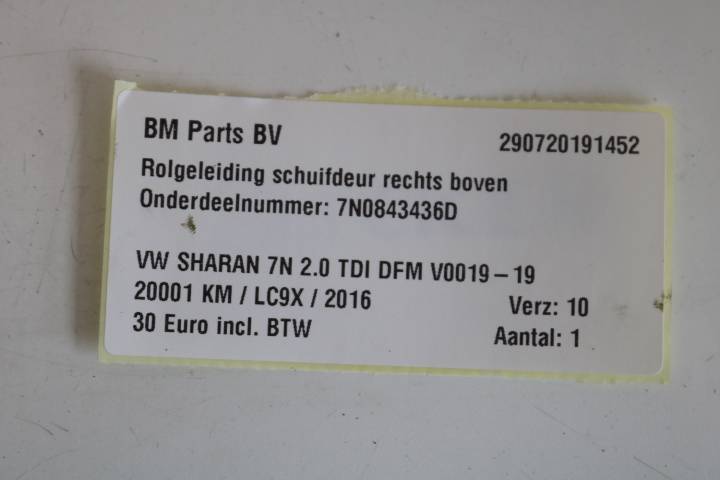 BM Parts BV 290720191452
Rolgeleiding schuifdeur rechts boven
Onderdeelnummer: 7N0843436D
VW SHARAN 7N 2.0 TDI DFM V0019-19
20001 KM / LC9X / 2016 Verz: 10
30 Euro incl. BTW Aantal: 1